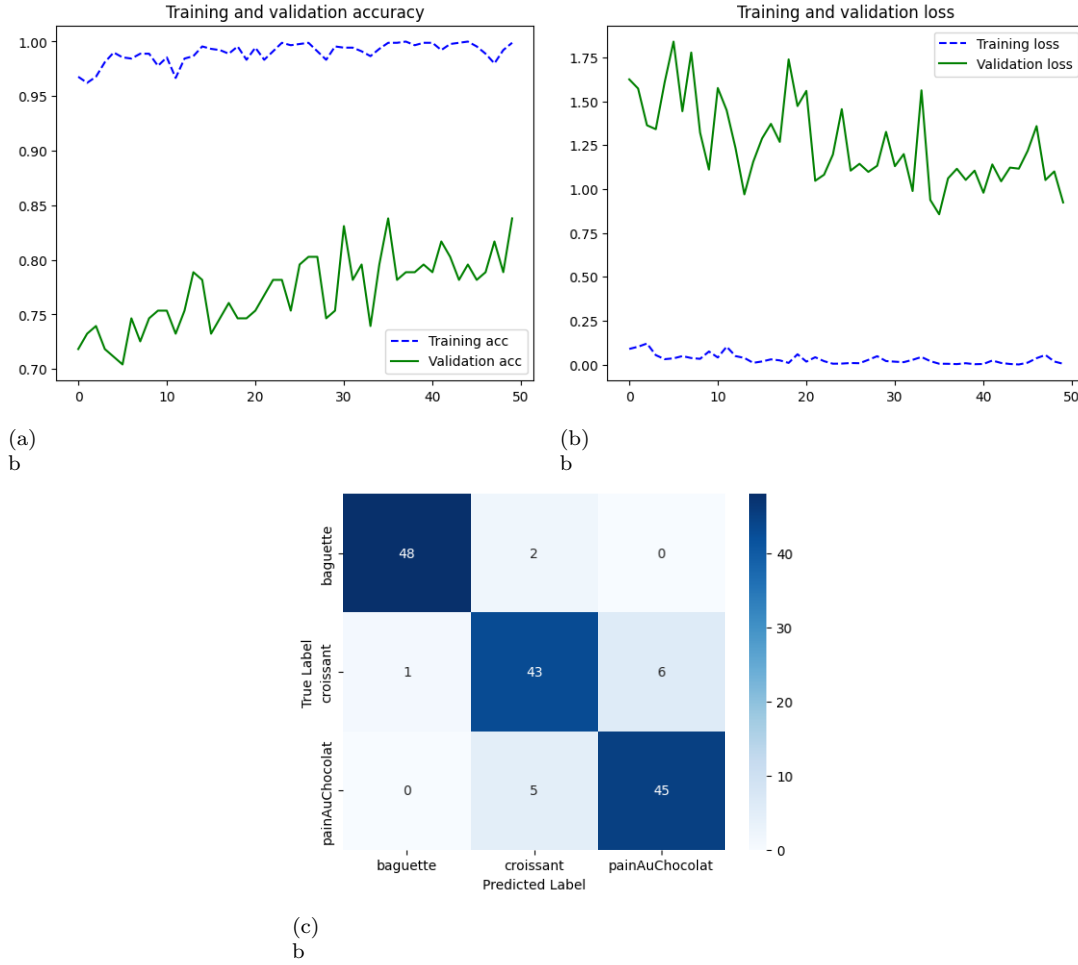 Training and validation accuracy
1.00
0.95
0.90
0.85
0.80
0.75
0.70
Training acc
Validation acc
0 10 20 30 40 50
(a)
b
Training and validation loss
Training loss
Validation loss
1.75
1.50
1.25
1.00
0.75
0.50
0.25
0.00
0 10 20 30 40 50
(b)
b
True Label
baguette
48 2 0
croissant
1 43 6
painAuChocolat
0 5 45
baguette croissant painAuChocolat
Predicted Label
40
30
20
10
0
(c)
b